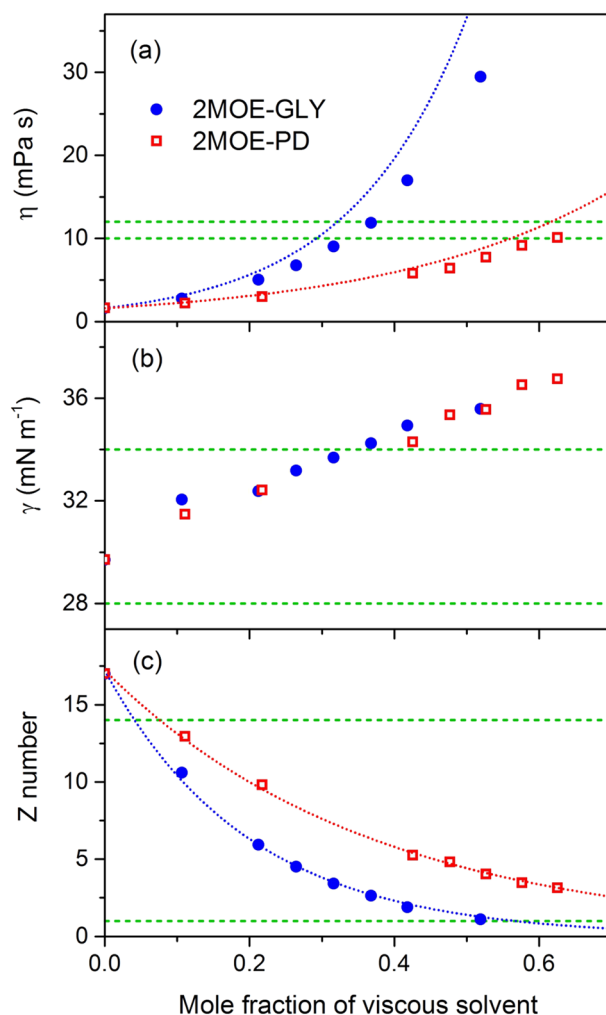 (a)
2MOE-GLY
2MOE-PD
η (mPa s)
30
20
10
0
(b)
γ (mN m⁻¹)
36
32
28
(c)
Z number
15
10
5
0
0.0 0.2 0.4 0.6
Mole fraction of viscous solvent